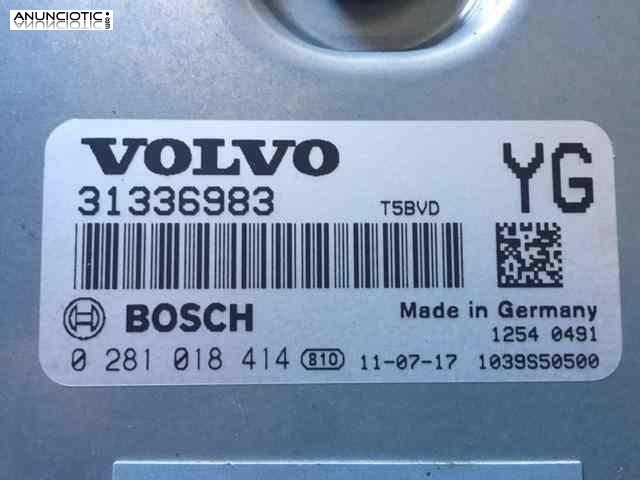 ANUNCIOTIC.com
VOLVO
YG
31336983 T5BVD
BOSCH
Made in Germany
1254 0491
0 281 018 414 810 11-07-17 1039S50500